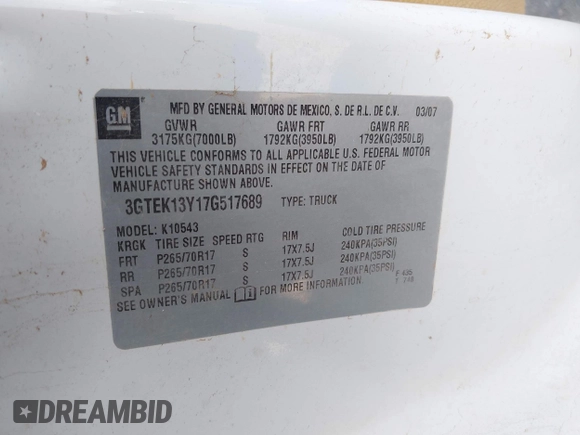 GM
MFD BY GENERAL MOTORS DE MEXICO, S. DE R.L. DE C.V. 03/07
GVWR GAWR FRT GAWR RR
3175KG(7000LB) 1792KG(3950LB) 1792KG(3950LB)
THIS VEHICLE CONFORMS TO ALL APPLICABLE U.S. FEDERAL MOTOR
VEHICLE SAFETY STANDARDS IN EFFECT ON THE DATE OF
MANUFACTURE SHOWN ABOVE.
3GTEK13Y17G517689 TYPE: TRUCK
MODEL: K10543
KRGK TIRE SIZE SPEED RTG RIM COLD TIRE PRESSURE
FRT P265/70R17 S 17X7.5J 240KPA(35PSI)
RR P265/70R17 S 17X7.5J 240KPA(35PSI)
SPA P265/70R17 S 17X7.5J 240KPA(35PSI)
SEE OWNER'S MANUAL FOR MORE INFORMATION
DREAMBID